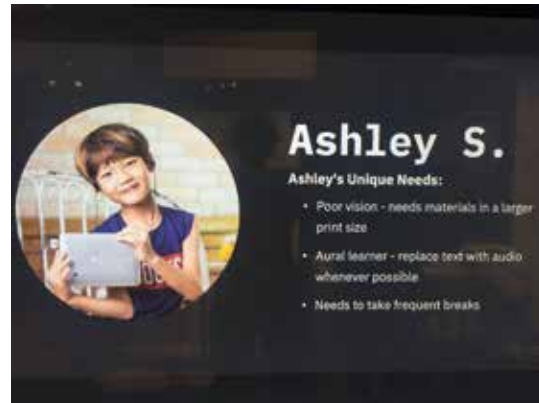 Ashley S.
Ashley's Unique Needs:
• Poor vision - needs materials in a larger
print size
• Aural learner - replace text with audio
whenever possible
• Needs to take frequent breaks